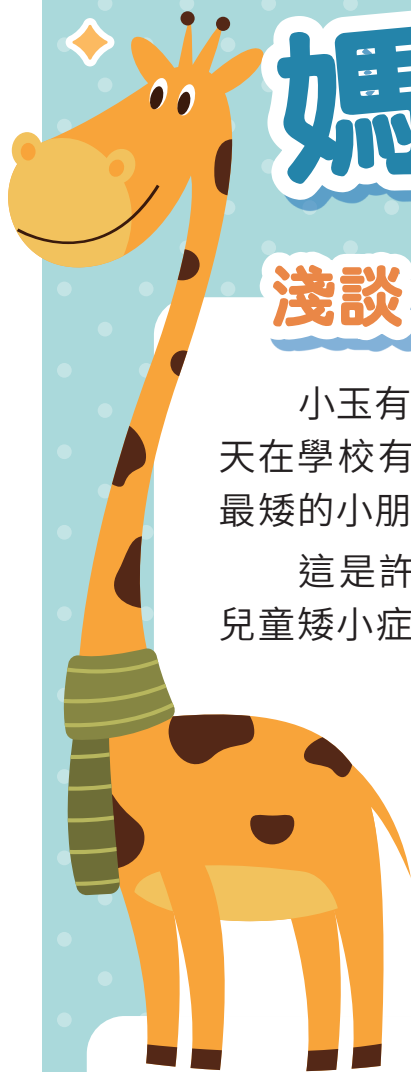 媽
淺談
小玉有
天在學校有
最矮的小朋
這是許
兒童矮小症